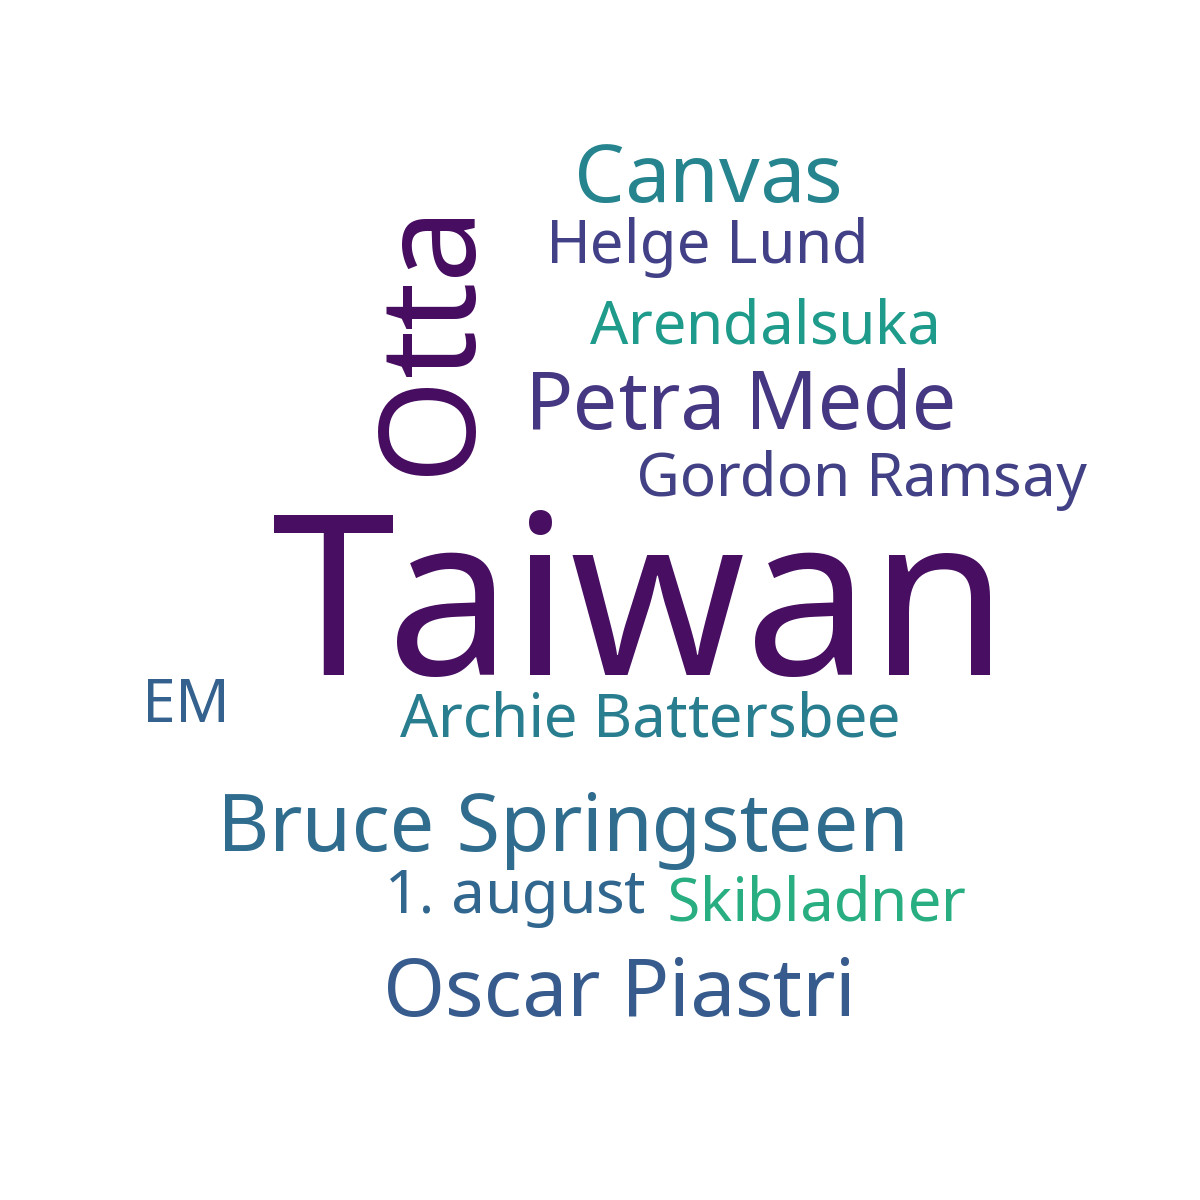 Canvas
Otta
Helge Lund
Arendalsuka
Petra Mede
Gordon Ramsay
Taiwan
EM
Archie Battersbee
Bruce Springsteen
1. august
Skibladner
Oscar Piastri